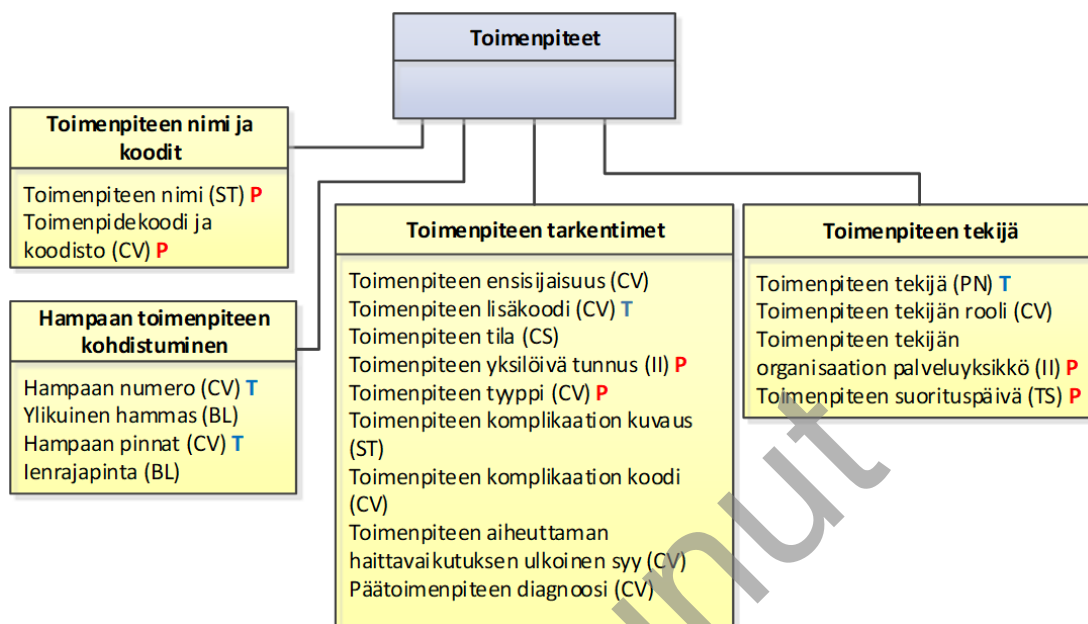 Toimenpiteet
Toimenpiteen nimi ja
koodit
Toimenpiteen nimi (ST) P
Toimenpidekoodi ja
koodisto (CV) P
Hampaan toimenpiteen
kohdistuminen
Hampaan numero (CV) T
Ylikuinen hammas (BL)
Hampaan pinnat (CV) T
Ienrajapinta (BL)
Toimenpiteen tarkentimet
Toimenpiteen ensisijaisuus (CV)
Toimenpiteen lisäkoodi (CV) T
Toimenpiteen tila (CS)
Toimenpiteen yksilöivä tunnus (II) P
Toimenpiteen tyyppi (CV) P
Toimenpiteen komplikaation kuvaus
(ST)
Toimenpiteen komplikaation koodi
(CV)
Toimenpiteen aiheuttaman
haittavaikutuksen ulkoinen syy (CV)
Päätoimenpiteen diagnoosi (CV)
Toimenpiteen tekijä
Toimenpiteen tekijä (PN) T
Toimenpiteen tekijän rooli (CV)
Toimenpiteen tekijän
organisaation palveluyksikkö (II) P
Toimenpiteen suorituspäivä (TS) P